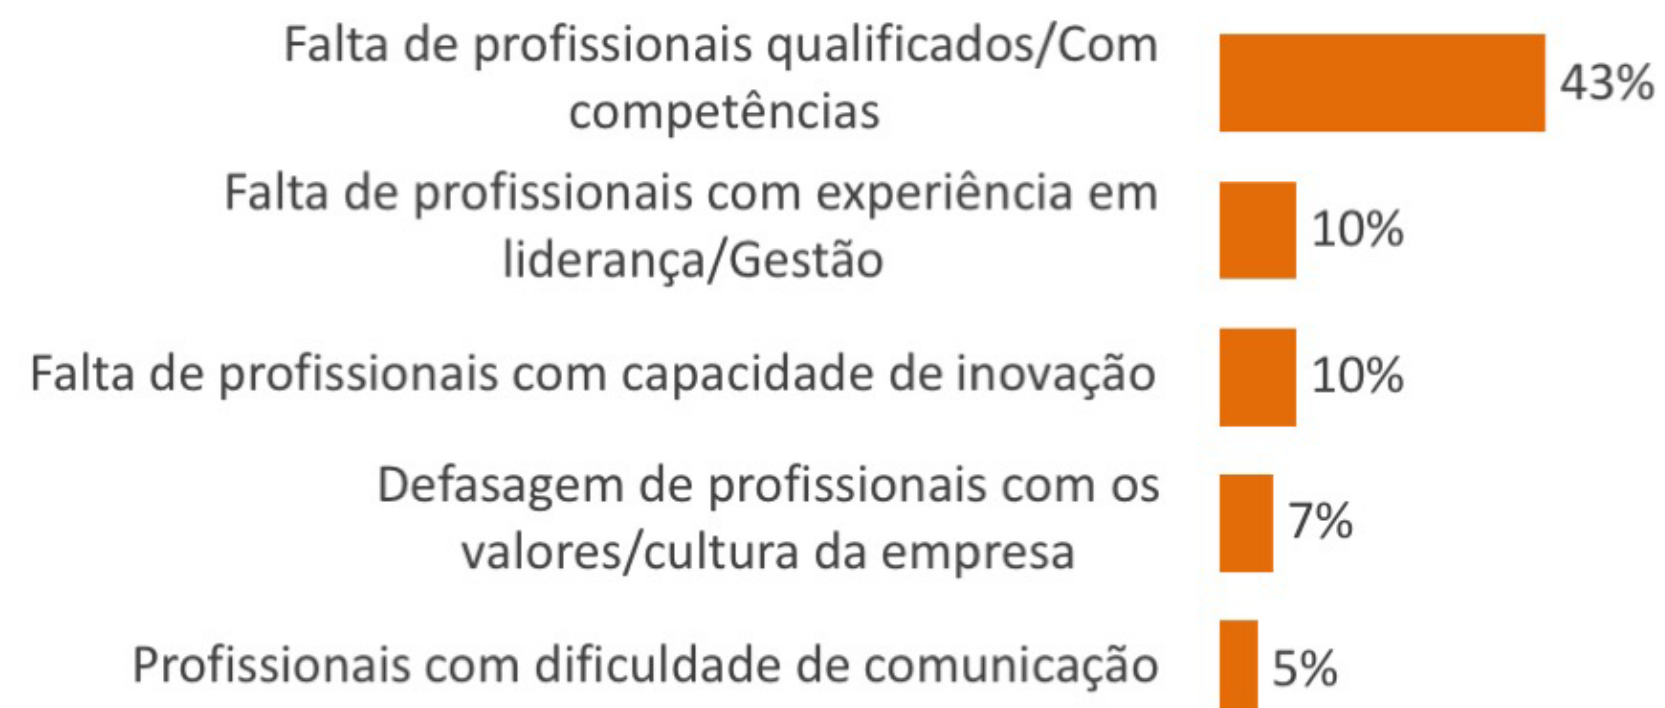 Falta de profissionais qualificados/Com
competências
43%
Falta de profissionais com experiência em
liderança/Gestão
10%
Falta de profissionais com capacidade de inovação
10%
Defasagem de profissionais com os
valores/cultura da empresa
7%
Profissionais com dificuldade de comunicação
5%